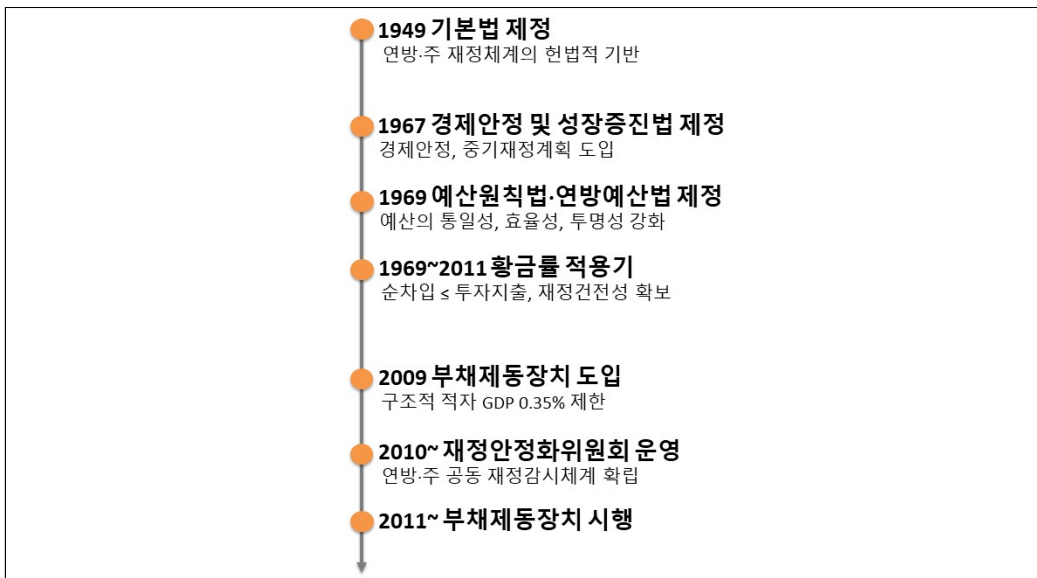 1949 기본법 제정
연방·주 재정체계의 헌법적 기반
1967 경제안정 및 성장증진법 제정
경제안정, 중기재정계획 도입
1969 예산원칙법·연방예산법 제정
예산의 통일성, 효율성, 투명성 강화
1969~2011 황금률 적용기
순차입 ≤ 투자지출, 재정건전성 확보
2009 부채제동장치 도입
구조적 적자 GDP 0.35% 제한
2010~ 재정안정화위원회 운영
연방·주 공동 재정감시체계 확립
2011~ 부채제동장치 시행